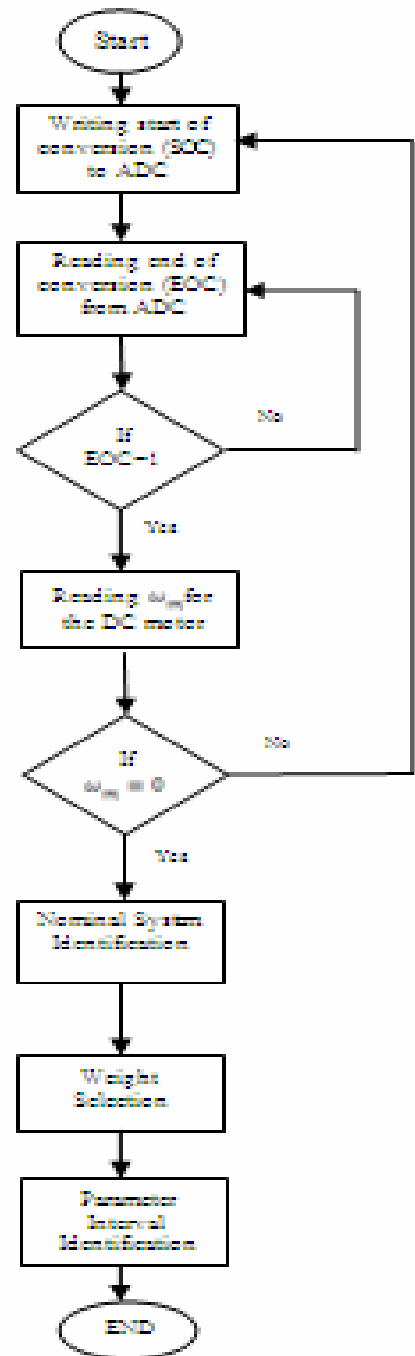 Start
Writing start of
conversion (SOC)
to ADC
Reading end of
conversion (EOC)
from ADC
If
EOC=1
No
Yes
Reading ωm for
the DC motor
If
ωm = 0
No
Yes
Nominal System
Identification
Weight
Selection
Parameter
Interval
Identification
END